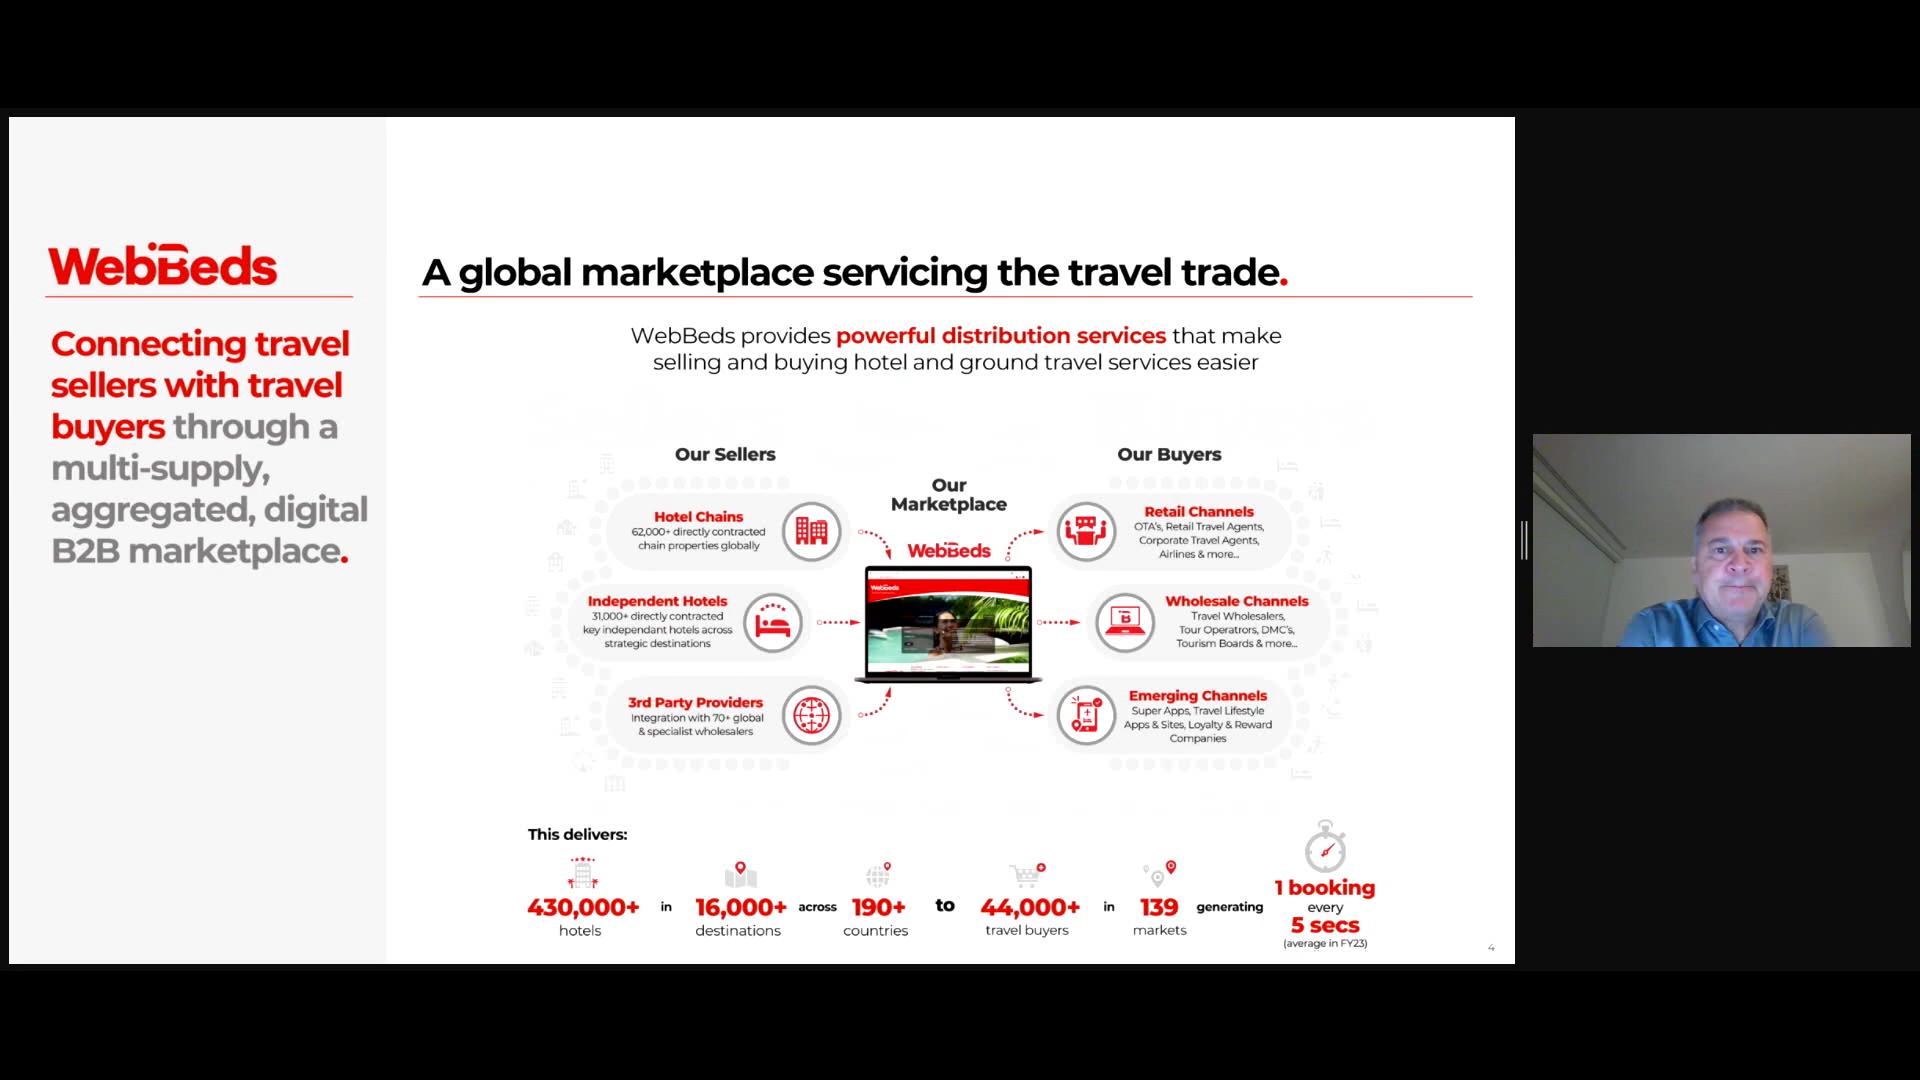 WebBeds
Connecting travel
sellers with travel
buyers through a
multi-supply,
aggregated, digital
B2B marketplace.
A global marketplace servicing the travel trade.
WebBeds provides powerful distribution services that make
selling and buying hotel and ground travel services easier
Our Sellers
Hotel Chains
62,000+ directly contracted
chain properties globally
Independent Hotels
31,000+ directly contracted
key independant hotels across
strategic destinations
3rd Party Providers
Integration with 70+ global
& specialist wholesalers
Our
Marketplace
WebBeds
WebBeds
Our Buyers
Retail Channels
OTA's, Retail Travel Agents,
Corporate Travel Agents,
Airlines & more...
Wholesale Channels
Travel Wholesalers,
Tour Operatrors, DMC's,
Tourism Boards & more...
Emerging Channels
Super Apps, Travel Lifestyle
Apps & Sites, Loyalty & Reward
Companies
This delivers:
430,000+ in 16,000+ across 190+ to 44,000+ in 139 generating
hotels destinations countries travel buyers markets
1 booking
every
5 secs
(average in FY23)
4